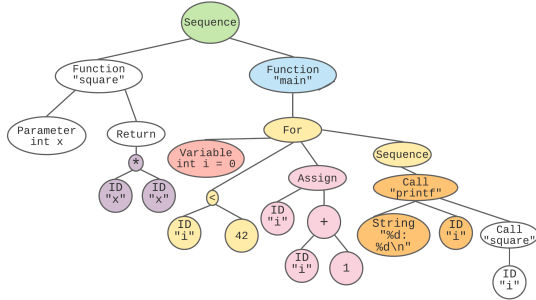 Sequence
Function
"square"
Function
"main"
Parameter
int x
Return
For
*
ID
"x"
ID
"x"
Variable
int i = 0
<
ID
"i"
42
Assign
ID
"i"
+
ID
"i"
1
Sequence
Call
"printf"
String
"%d:
%d\n"
ID
"i"
Call
"square"
ID
"i"